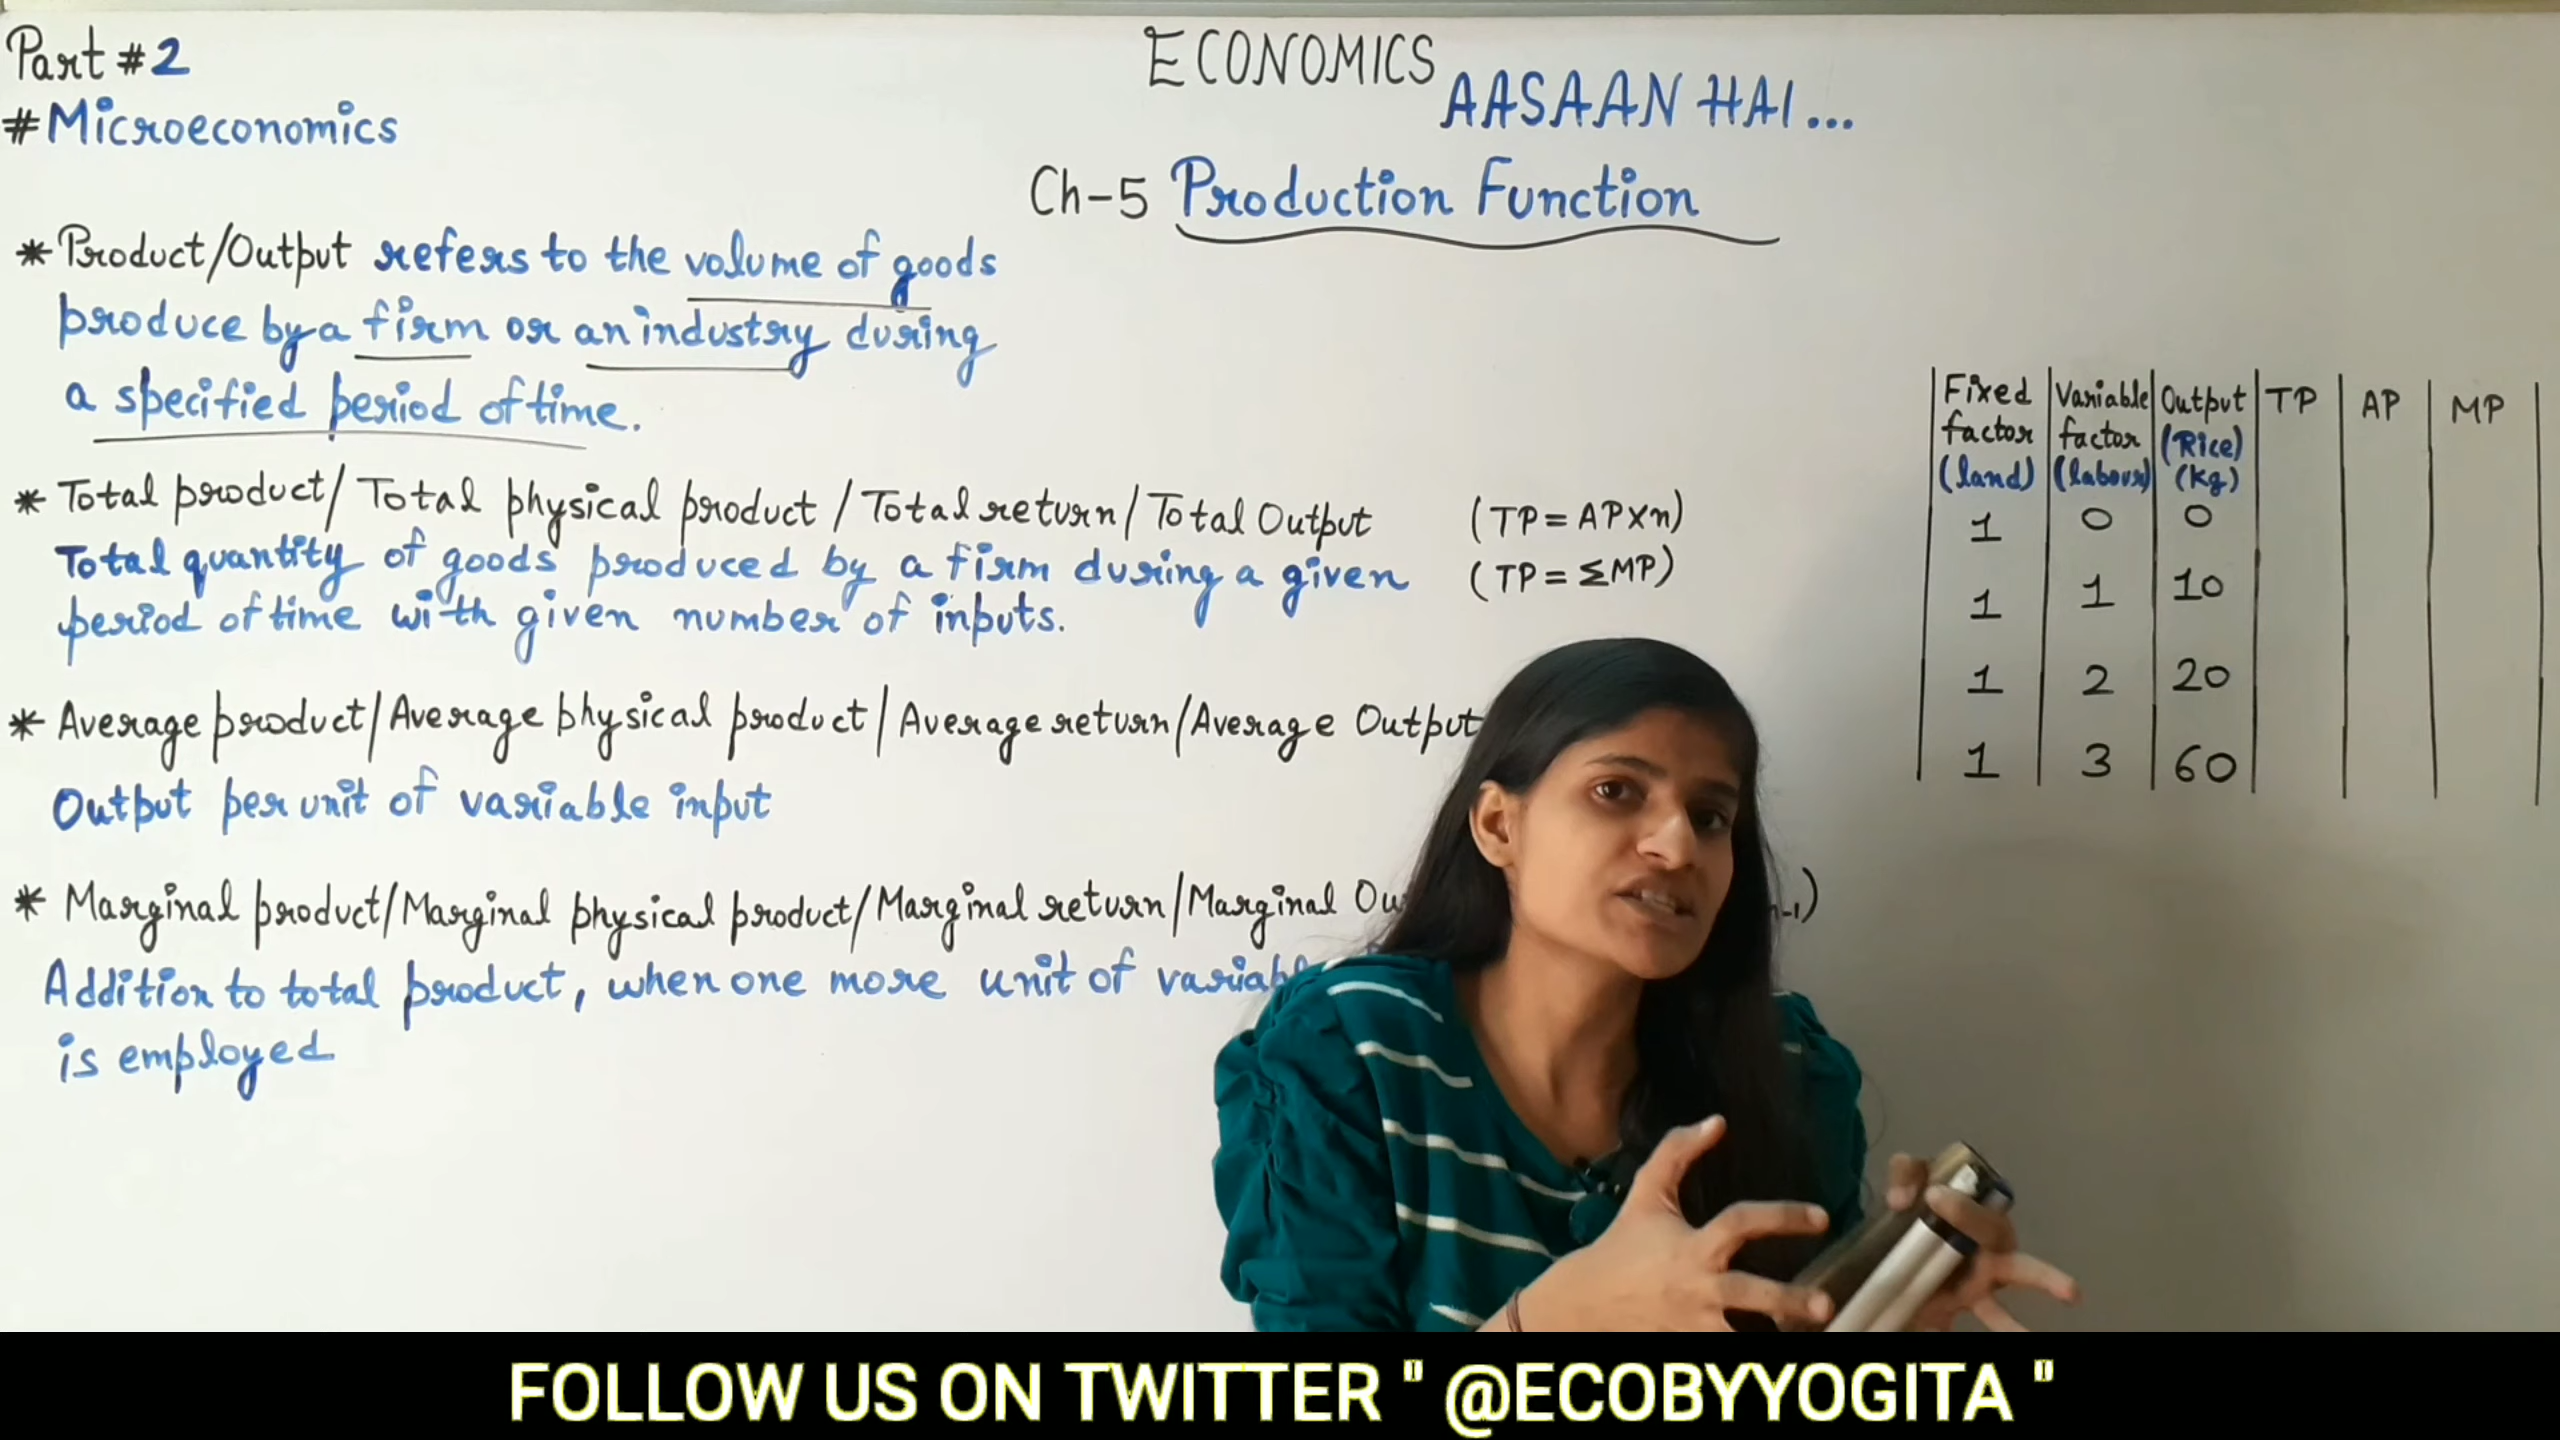 Part #2
#Microeconomics
ECONOMICS
AASAAN HAI...
Ch-5 Production Function
* Product/Output refers to the volume of goods
produce by a firm or an industry during
a specified period of time.
* Total product/Total physical product/Total return/Total Output (TP = AP×n)
Total quantity of goods produced by a firm during a given (TP = ΣMP)
period of time with given number of inputs.
* Average product/Average physical product/Average return/Average Output
Output per unit of variable input
* Marginal product/Marginal physical product/Marginal return/Marginal n-1)
Addition to total product, when one more unit of
is employed
Fixed factor (land) Variable factor (labour) Output (Rice) (Kg) TP AP MP
1 0 0
1 1 10
1 2 20
1 3 60
FOLLOW US ON TWITTER " @ECOBYYOGITA "